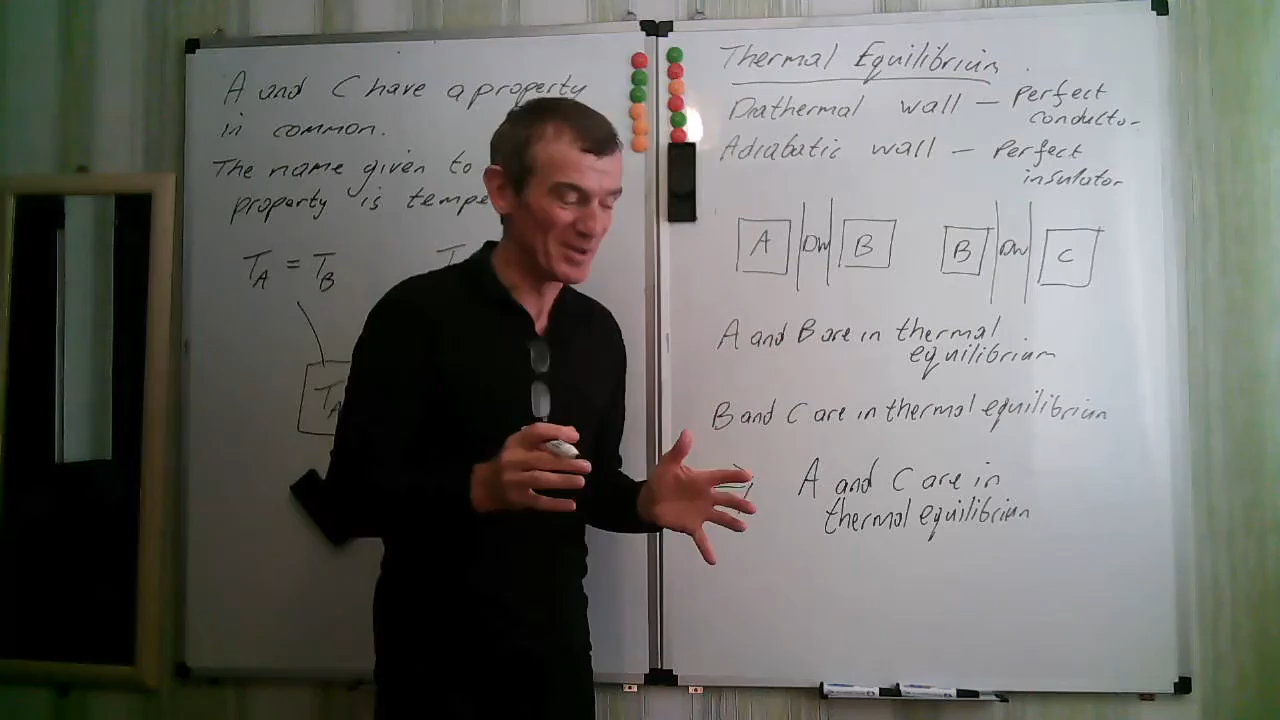 A and C have a property
in common.
The name given to
property is tempe
T_A = T_B
T
T_A
Thermal Equilibrium
Diathermal wall – perfect
conductor
Adiabatic wall – perfect
insulator
A DW B B DW C
A and B are in thermal
equilibrium
B and C are in thermal equilibrium
⇒ A and C are in
thermal equilibrium